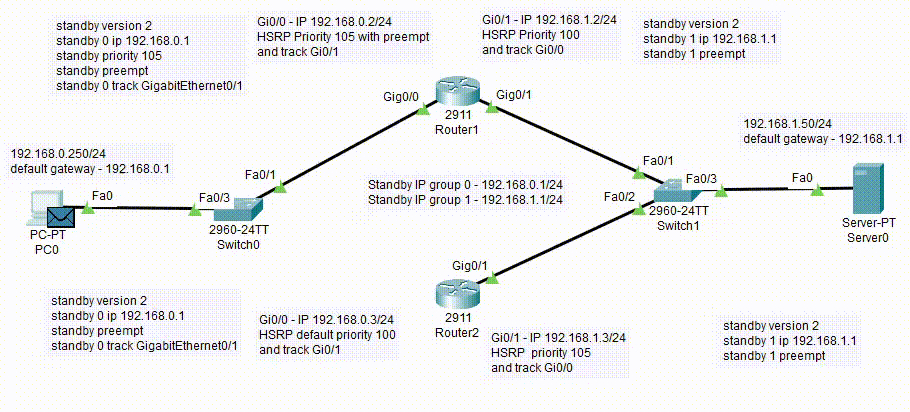 standby version 2
standby 0 ip 192.168.0.1
standby priority 105
standby preempt
standby 0 track GigabitEthernet0/1
Gi0/0 - IP 192.168.0.2/24
HSRP Priority 105 with preempt
and track Gi0/1
Gi0/1 - IP 192.168.1.2/24
HSRP Priority 100
and track Gi0/0
standby version 2
standby 1 ip 192.168.1.1
standby 1 preempt
Gig0/0
Gig0/1
2911
Router1
192.168.0.250/24
default gateway - 192.168.0.1
192.168.1.50/24
default gateway - 192.168.1.1
Fa0
Fa0/3
Fa0/1
PC-PT
PC0
2960-24TT
Switch0
Standby IP group 0 - 192.168.0.1/24
Standby IP group 1 - 192.168.1.1/24
Fa0/1
Fa0/2
Fa0/3
Fa0
2960-24TT
Switch1
Server-PT
Server0
Gig0/1
2911
Router2
standby version 2
standby 0 ip 192.168.0.1
standby preempt
standby 0 track GigabitEthernet0/1
Gi0/0 - IP 192.168.0.3/24
HSRP default priority 100
and track Gi0/1
Gi0/1 - IP 192.168.1.3/24
HSRP priority 105
and track Gi0/0
standby version 2
standby 1 ip 192.168.1.1
standby 1 preempt